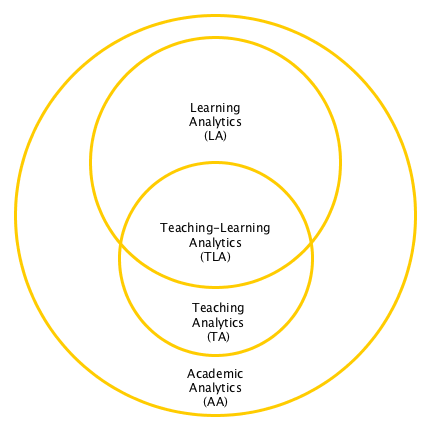 Learning
Analytics
(LA)
Teaching-Learning
Analytics
(TLA)
Teaching
Analytics
(TA)
Academic
Analytics
(AA)